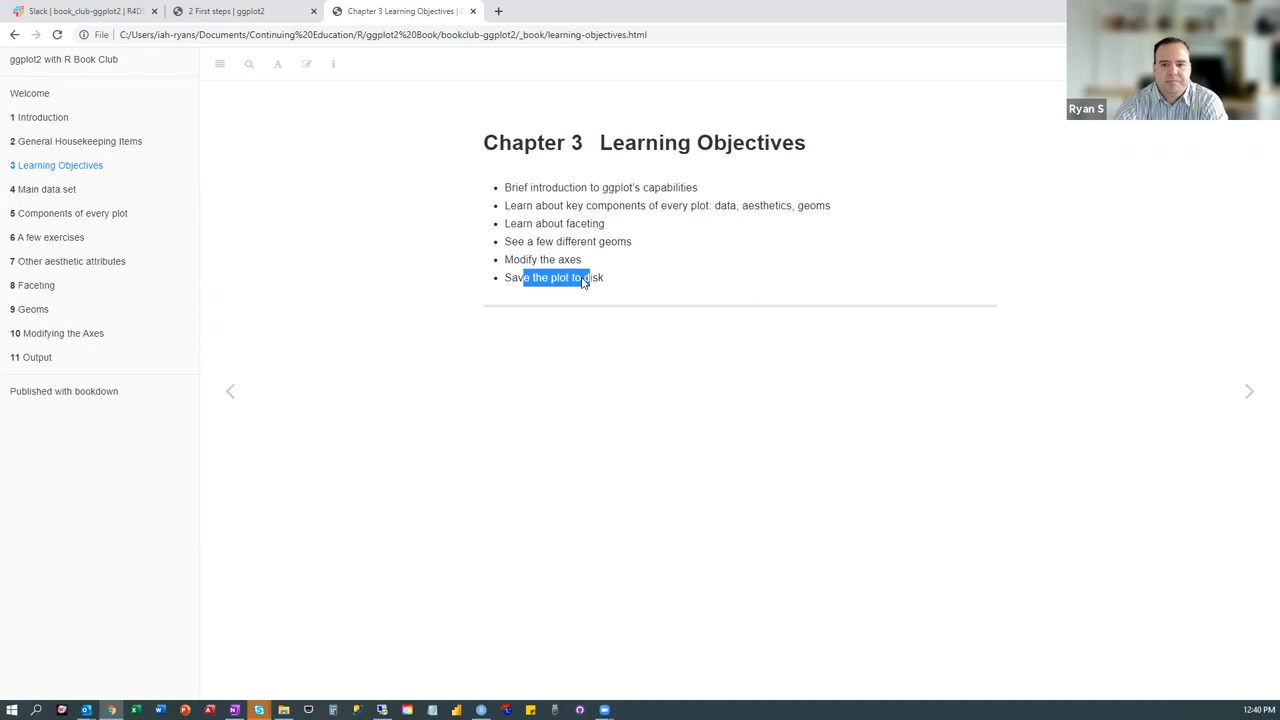 Slack | book_club-ggplot2 | R4DS
2 First steps | ggplot2
Chapter 3 Learning Objectives |
File
C:/Users/iah-ryans/Documents/Continuing%20Education/R/ggplot2%20Book/bookclub-ggplot2/_book/learning-objectives.html
ggplot2 with R Book Club
Welcome
1 Introduction
2 General Housekeeping Items
3 Learning Objectives
4 Main data set
5 Components of every plot
6 A few exercises
7 Other aesthetic attributes
8 Faceting
9 Geoms
10 Modifying the Axes
11 Output
Published with bookdown
Chapter 3 Learning Objectives
• Brief introduction to ggplot's capabilities
• Learn about key components of every plot: data, aesthetics, geoms
• Learn about faceting
• See a few different geoms
• Modify the axes
• Save the plot to disk
Ryan S
12:40 PM